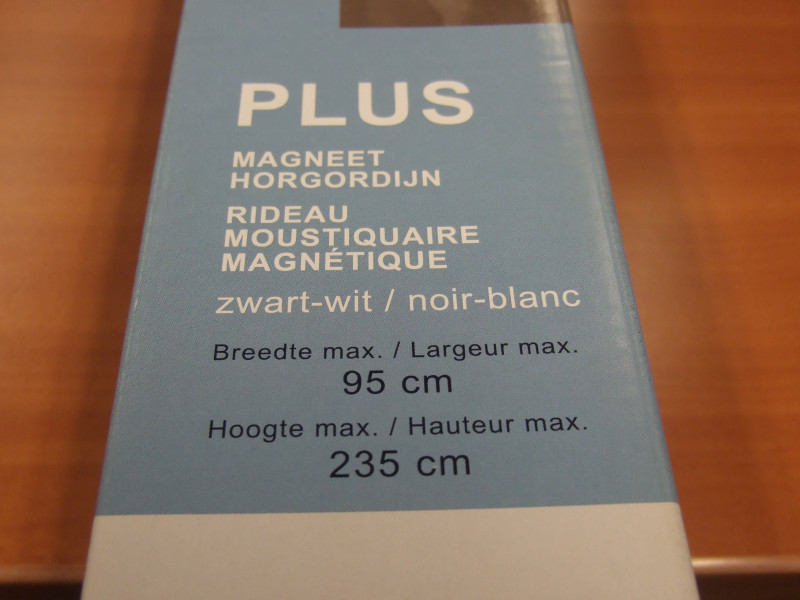 PLUS
MAGNEET
HORGORDIJN
RIDEAU
MOUSTIQUAIRE
MAGNÉTIQUE
zwart-wit / noir-blanc
Breedte max. / Largeur max.
95 cm
Hoogte max. / Hauteur max.
235 cm